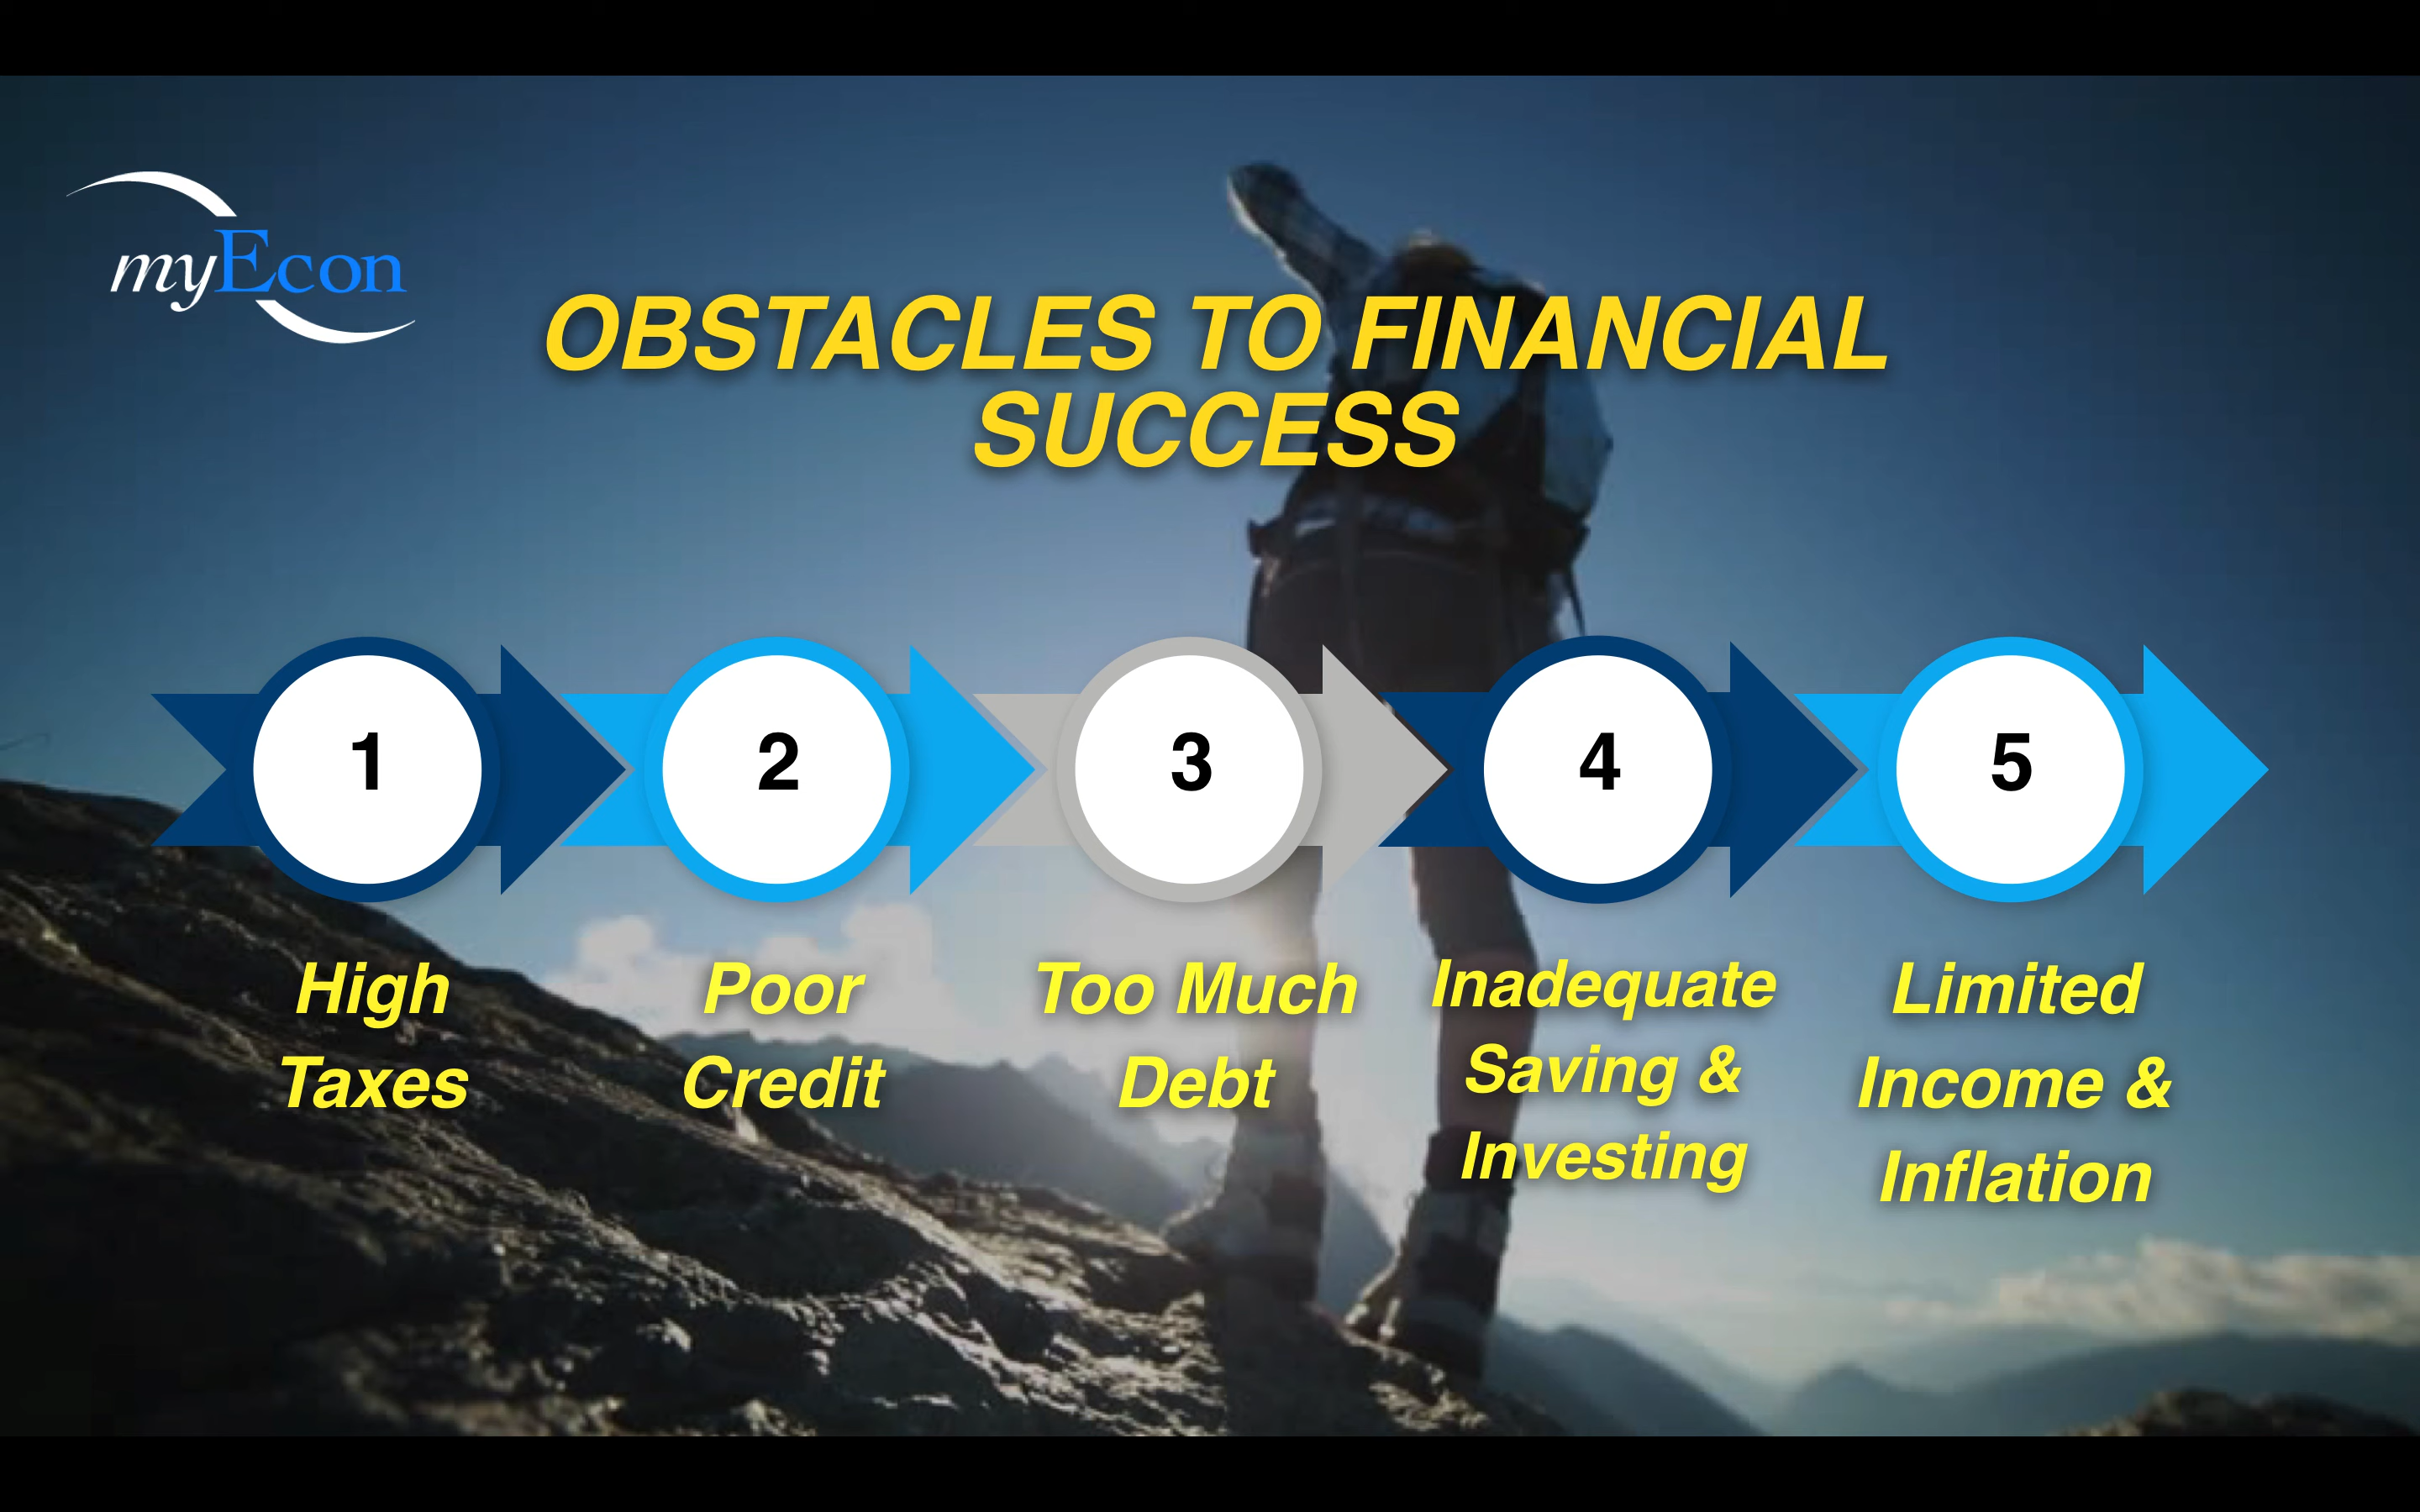 myEcon
OBSTACLES TO FINANCIAL
SUCCESS
1
2
3
4
5
High
Taxes
Poor
Credit
Too Much
Debt
Inadequate
Saving &
Investing
Limited
Income &
Inflation